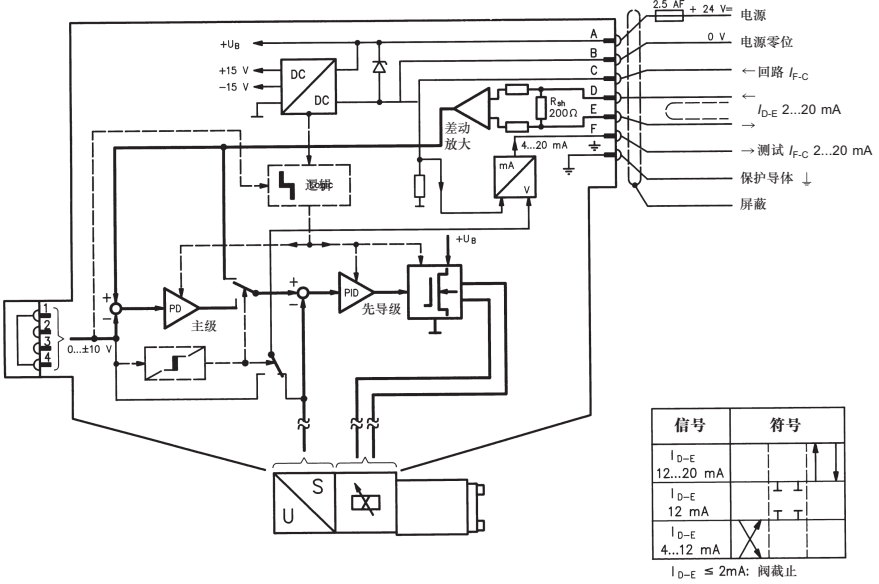 2.5 AF + 24 V=
电源
+UB
A
0 V
电源零位
B
+15 V
DC
C
←回路 IF-C
−15 V
DC
D
←
Rsh
200Ω
ID-E 2...20 mA
差动
放大
E
→
F
4...20 mA
→测试 IF-C 2...20 mA
mA
V
保护导体
逻辑
Logic
屏蔽
+UB
+
−
PD
主级
+
−
PID
先导级
1
2
3
4
0...±10 V
S
U
信号 符号
ID-E
12...20 mA
ID-E
12 mA
ID-E
4...12 mA
ID-E ≤ 2mA: 阀截止